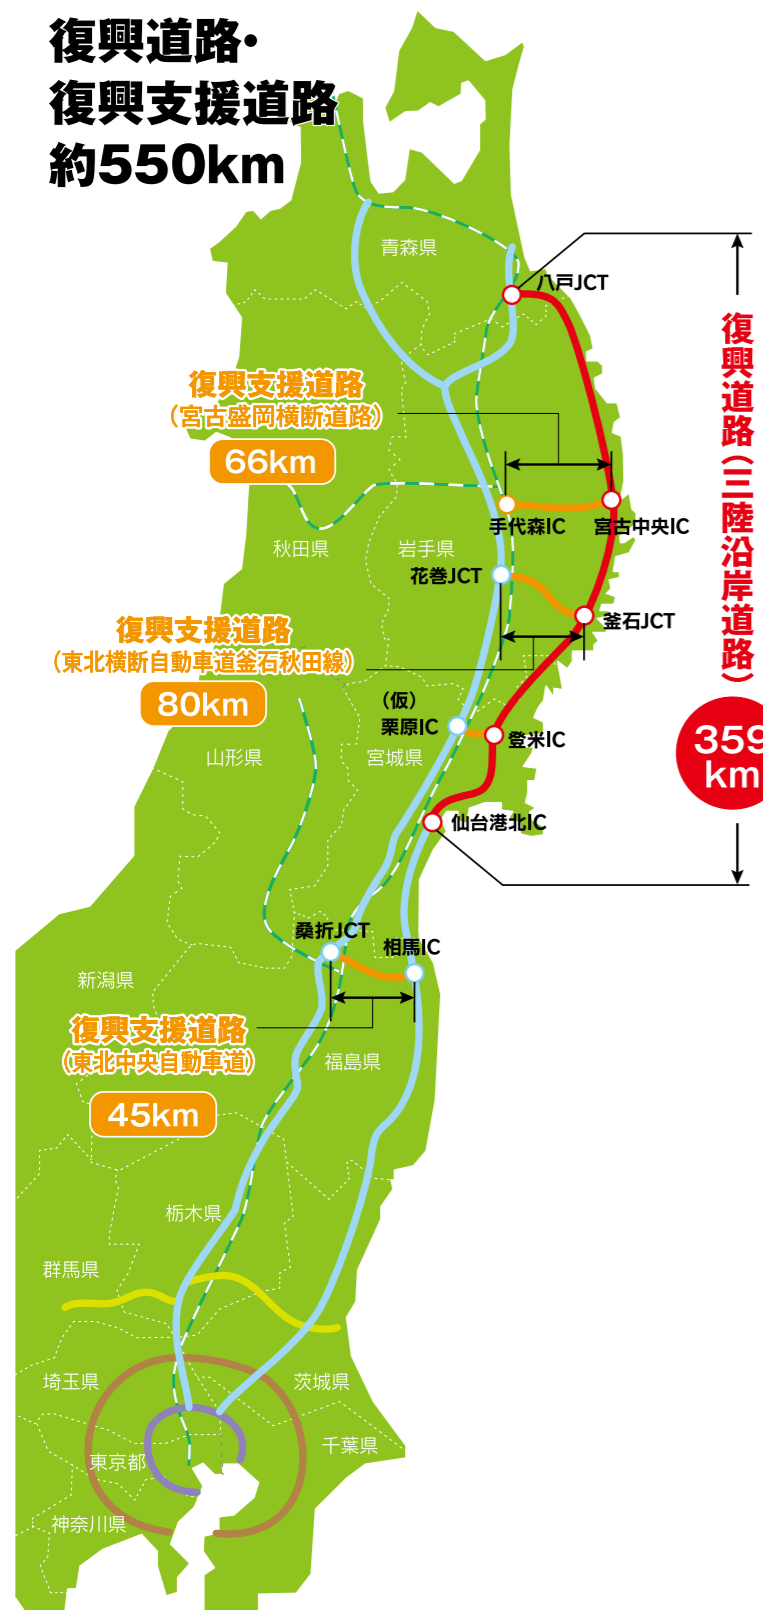 復興道路・
復興支援道路
約550km
青森県
八戸JCT
復興道路（三陸沿岸道路）
359
km
復興支援道路
（宮古盛岡横断道路）
66km
手代森IC
宮古中央IC
秋田県
岩手県
花巻JCT
釜石JCT
復興支援道路
（東北横断自動車道釜石秋田線）
80km
（仮）
栗原IC
登米IC
山形県
宮城県
仙台港北IC
桑折JCT
相馬IC
新潟県
復興支援道路
（東北中央自動車道）
45km
福島県
栃木県
群馬県
埼玉県
茨城県
千葉県
東京都
神奈川県